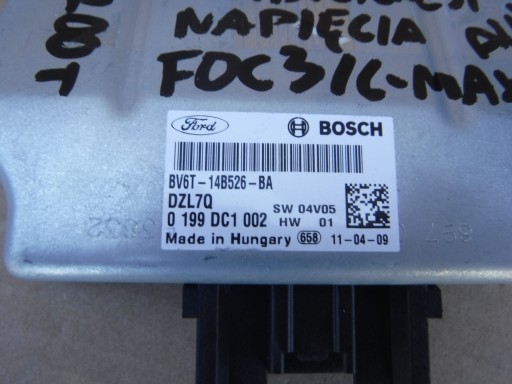 NAPIĘCIA
FOC3/C-MAX
Ford BOSCH
BV6T-14B526-BA
DZL7Q
SW 04V05
0 199 DC1 002
HW 01
Made in Hungary 658 11-04-09